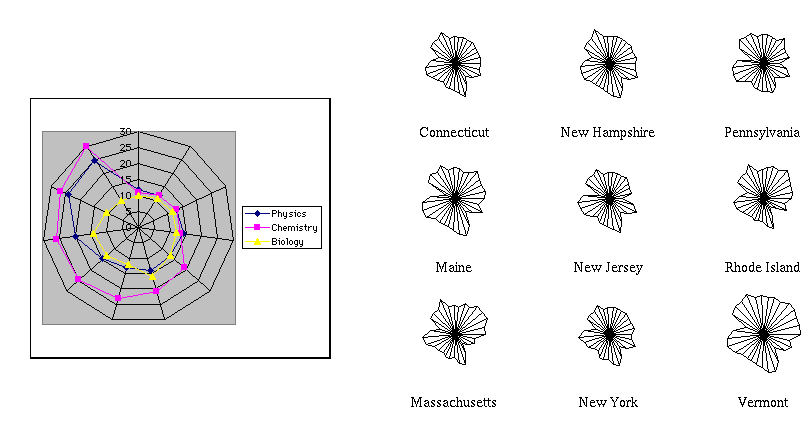 30
25
20
15
10
5
0
Physics
Chemistry
Biology
Connecticut
New Hampshire
Pennsylvania
Maine
New Jersey
Rhode Island
Massachusetts
New York
Vermont